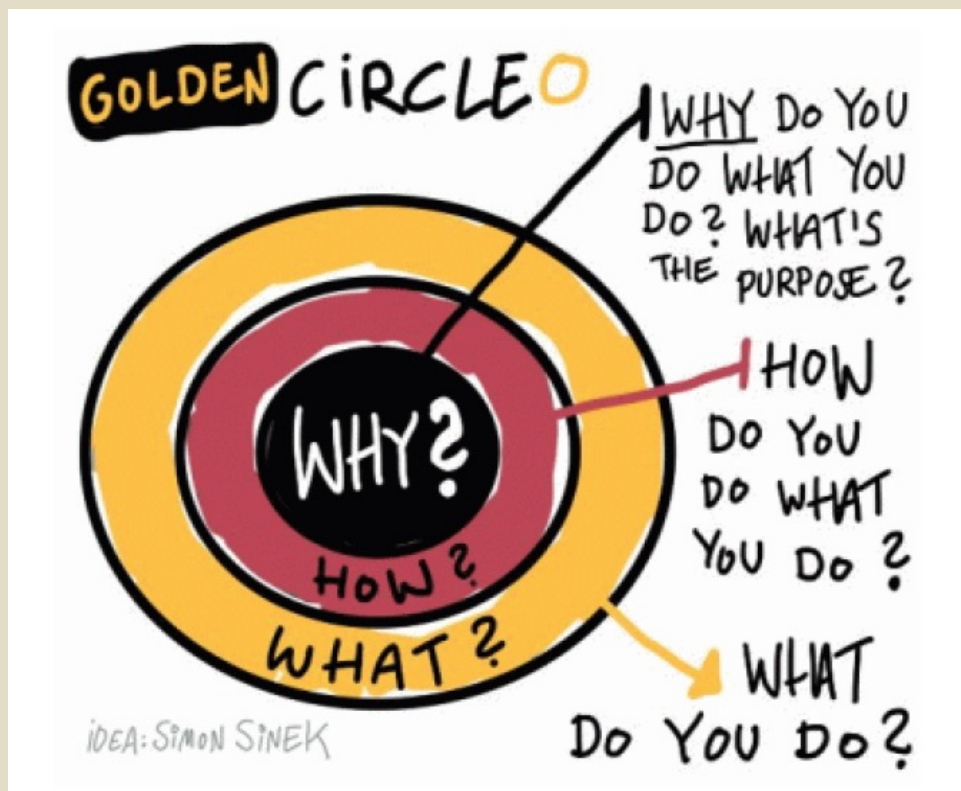 GOLDEN CIRCLE
WHY DO YOU
DO WHAT YOU
DO? WHAT'S
THE PURPOSE?
HOW
DO YOU
DO WHAT
YOU DO?
WHAT
DO YOU DO?
WHY?
HOW?
WHAT?
IDEA: SIMON SINEK